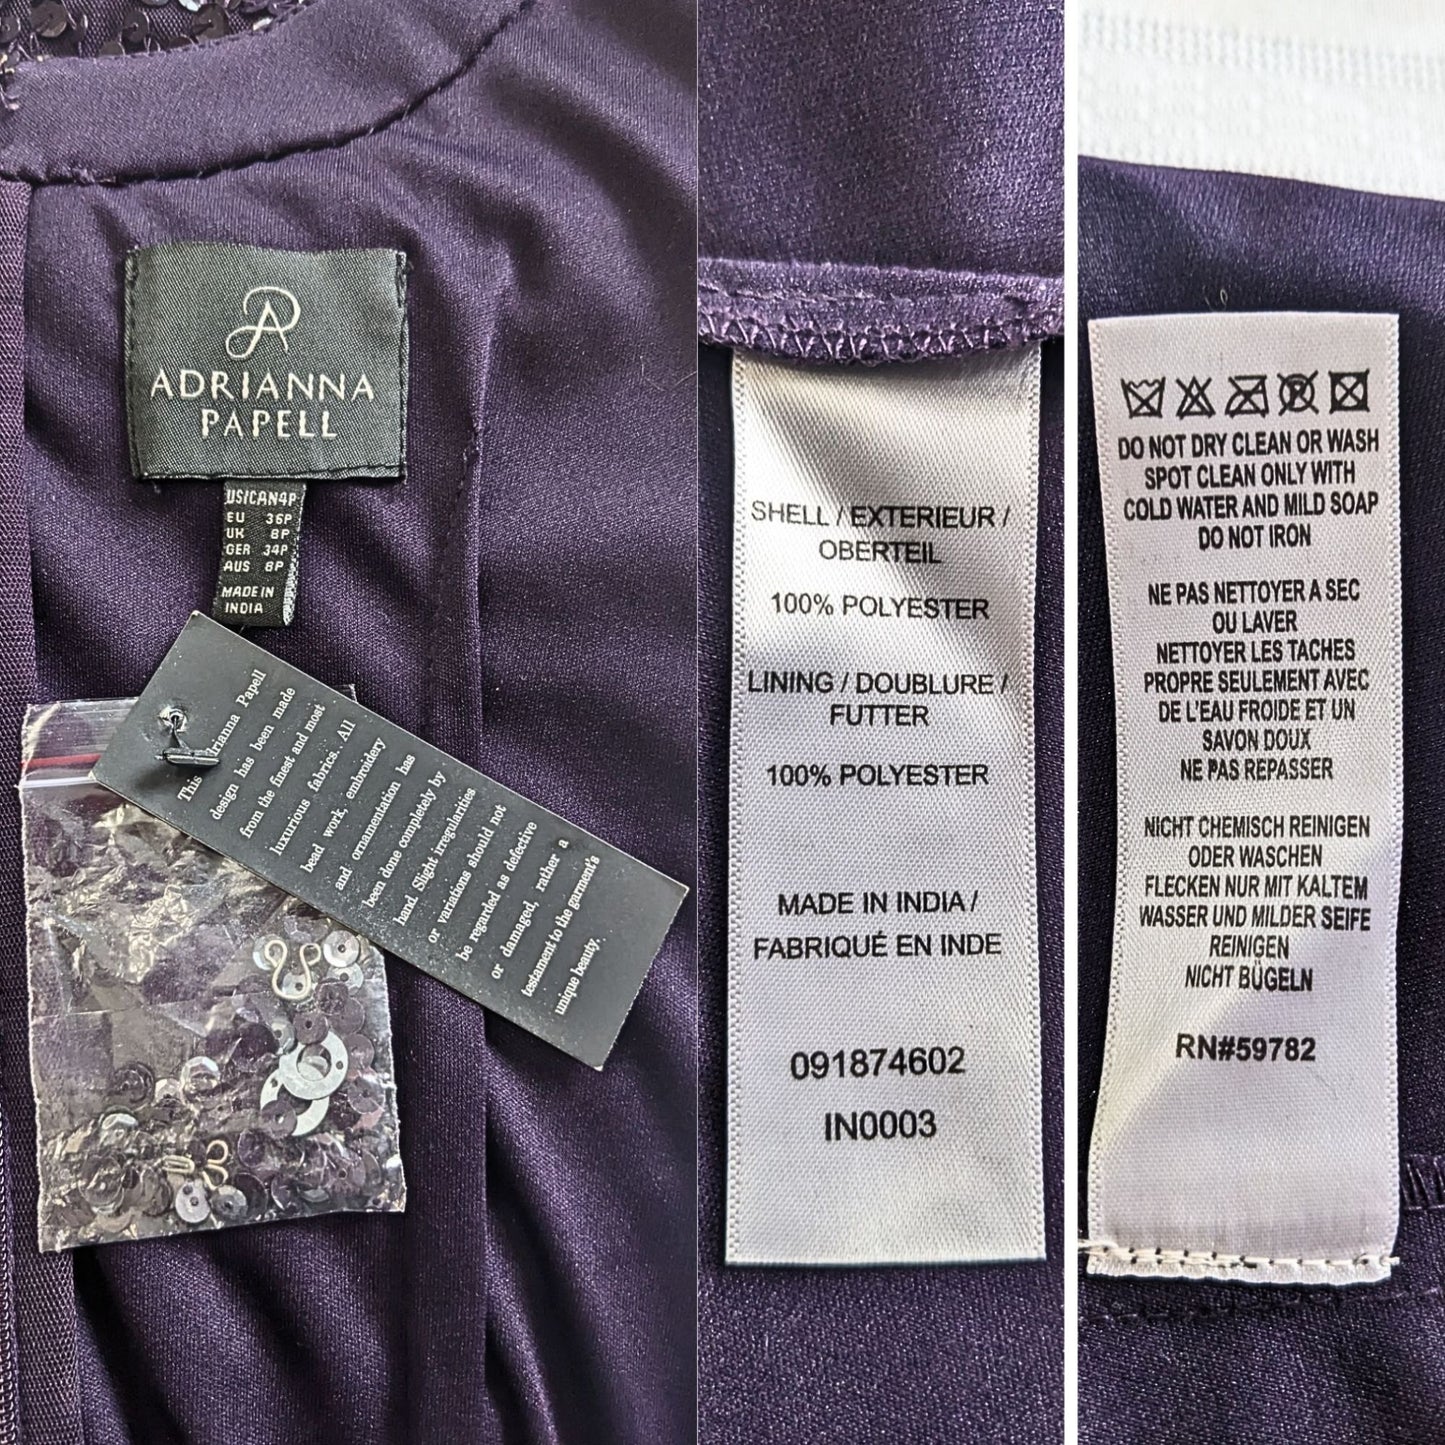 ADRIANNA
PAPELL
US/CAN4P
EU 36P
UK 8P
GER 34P
AUS 8P
MADE IN
INDIA
This Adrianna Papell
design has been made
from the finest and most
luxurious fabrics. All
bead work, embroidery
and ornamentation has
been done completely by
hand. Slight irregularities
or variations should not
be regarded as defective
or damaged, rather a
testament to the garment's
unique beauty.
SHELL / EXTERIEUR /
OBERTEIL
100% POLYESTER
LINING / DOUBLURE /
FUTTER
100% POLYESTER
MADE IN INDIA /
FABRIQUÉ EN INDE
091874602
IN0003
DO NOT DRY CLEAN OR WASH
SPOT CLEAN ONLY WITH
COLD WATER AND MILD SOAP
DO NOT IRON
NE PAS NETTOYER A SEC
OU LAVER
NETTOYER LES TACHES
PROPRE SEULEMENT AVEC
DE L'EAU FROIDE ET UN
SAVON DOUX
NE PAS REPASSER
NICHT CHEMISCH REINIGEN
ODER WASCHEN
FLECKEN NUR MIT KALTEM
WASSER UND MILDER SEIFE
REINIGEN
NICHT BÜGELN
RN#59782